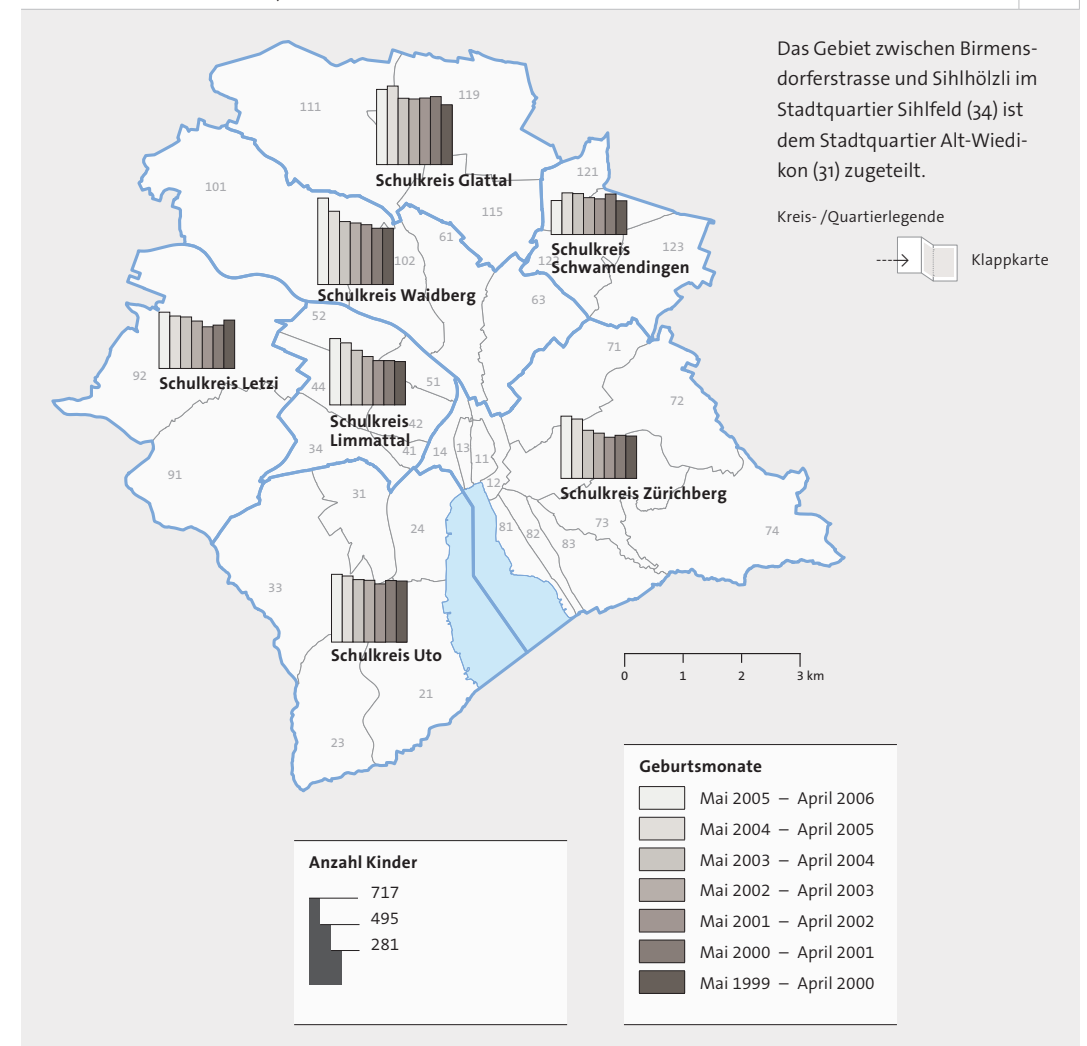 Das Gebiet zwischen Birmens-
dorferstrasse und Sihlhölzli im
Stadtquartier Sihlfeld (34) ist
dem Stadtquartier Alt-Wiedi-
kon (31) zugeteilt.
Kreis- /Quartierlegende
Klappkarte
111
119
Schulkreis Glattal
101
115
121
123
122
Schulkreis
Schwamendingen
61
102
Schulkreis Waidberg
63
52
92
Schulkreis Letzi
44
51
71
72
Schulkreis
Limmattal
42
41
34
14
13
11
12
91
31
24
Schulkreis Zürichberg
81
82
83
73
74
33
Schulkreis Uto
21
23
0 1 2 3 km
Anzahl Kinder
717
495
281
Geburtsmonate
Mai 2005 – April 2006
Mai 2004 – April 2005
Mai 2003 – April 2004
Mai 2002 – April 2003
Mai 2001 – April 2002
Mai 2000 – April 2001
Mai 1999 – April 2000